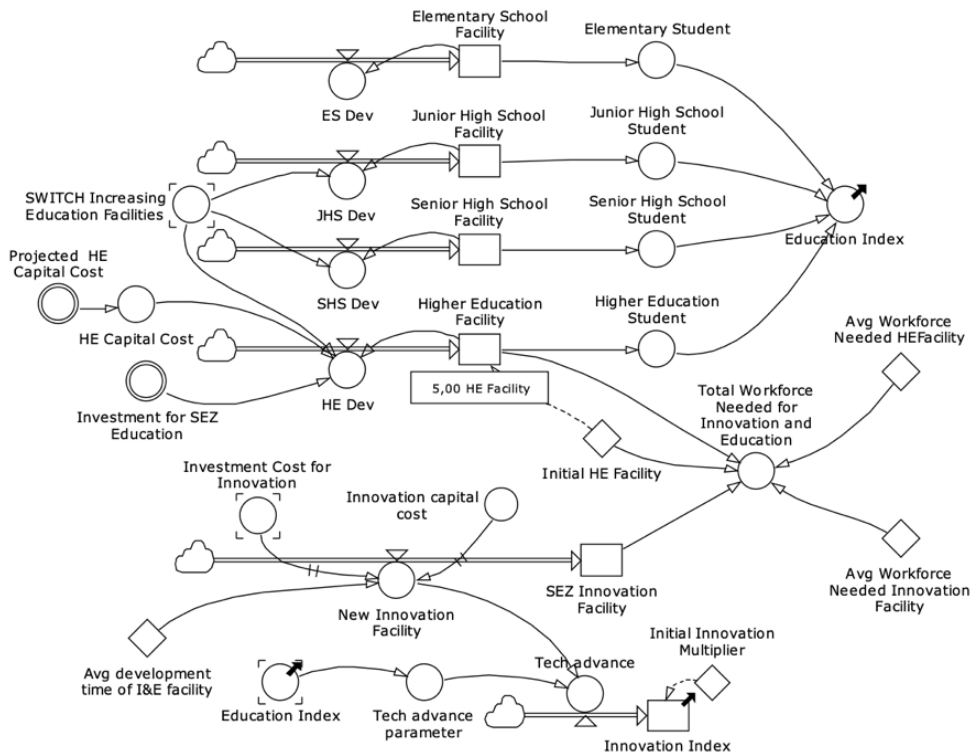 Elementary School
Facility
Elementary Student
ES Dev
Junior High School
Facility
Junior High School
Student
SWITCH Increasing
Education Facilities
JHS Dev
Senior High School
Facility
Senior High School
Student
Education Index
Projected HE
Capital Cost
SHS Dev
HE Capital Cost
Higher Education
Facility
Higher Education
Student
Avg Workforce
Needed HEFacility
Investment for SEZ
Education
HE Dev
5,00 HE Facility
Total Workforce
Needed for
Innovation and
Education
Initial HE Facility
Investment Cost for
Innovation
Innovation capital
cost
SEZ Innovation
Facility
Avg Workforce
Needed Innovation
Facility
New Innovation
Facility
Avg development
time of I&E facility
Initial Innovation
Multiplier
Tech advance
Education Index
Tech advance
parameter
Innovation Index